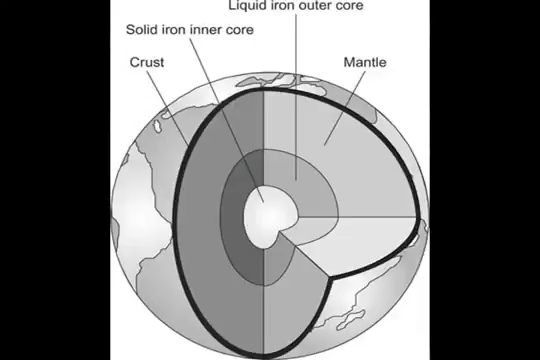 Liquid iron outer core
Solid iron inner core
Crust
Mantle